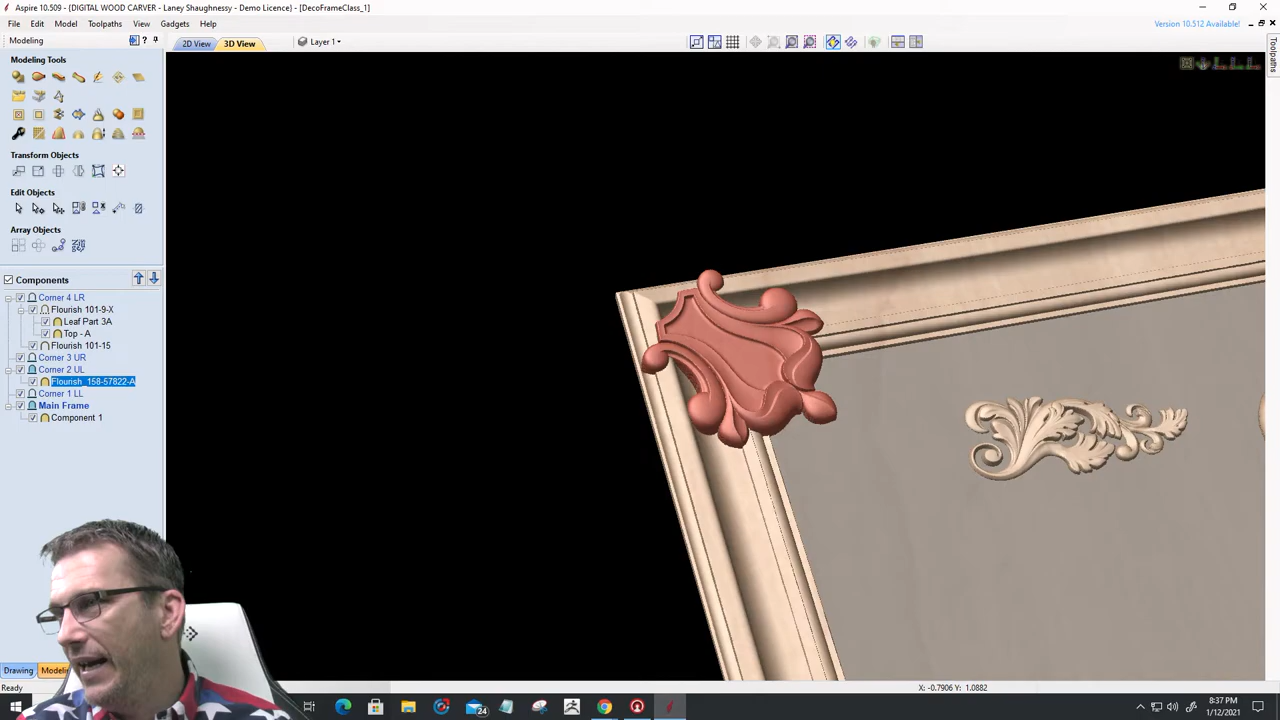 Aspire 10.509 - (DIGITAL WOOD CARVER - Laney Shaughnessy - Demo Licence) - [DecoFrameClass_1]
File Edit Model Toolpaths View Gadgets Help
Version 10.512 Available!
Modeling
2D View 3D View Layer 1
Toolpaths
Modeling Tools
Transform Objects
Edit Objects
Array Objects
Components
Corner 4 LR
Flourish 101-9-X
Leaf Part 3A
Top - A
Flourish 101-15
Corner 3 UR
Corner 2 UL
Flourish_158-57822-A
Corner 1 LL
Main Frame
Component 1
Drawing Modelin
Ready
X: -0.7906 Y: 1.0882
24
8:37 PM
1/12/2021